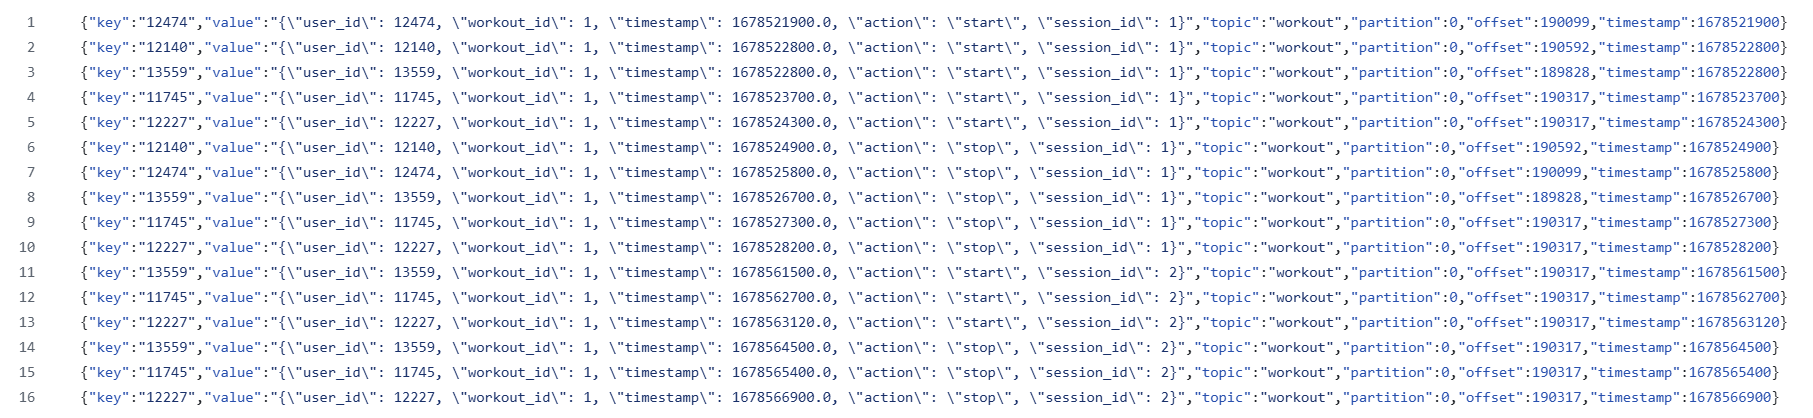 1 {"key":"12474","value":"{\"user_id\": 12474, \"workout_id\": 1, \"timestamp\": 1678521900.0, \"action\": \"start\", \"session_id\": 1}","topic":"workout","partition":0,"offset":190099,"timestamp":1678521900}
2 {"key":"12140","value":"{\"user_id\": 12140, \"workout_id\": 1, \"timestamp\": 1678522800.0, \"action\": \"start\", \"session_id\": 1}","topic":"workout","partition":0,"offset":190592,"timestamp":1678522800}
3 {"key":"13559","value":"{\"user_id\": 13559, \"workout_id\": 1, \"timestamp\": 1678522800.0, \"action\": \"start\", \"session_id\": 1}","topic":"workout","partition":0,"offset":189828,"timestamp":1678522800}
4 {"key":"11745","value":"{\"user_id\": 11745, \"workout_id\": 1, \"timestamp\": 1678523700.0, \"action\": \"start\", \"session_id\": 1}","topic":"workout","partition":0,"offset":190317,"timestamp":1678523700}
5 {"key":"12227","value":"{\"user_id\": 12227, \"workout_id\": 1, \"timestamp\": 1678524300.0, \"action\": \"start\", \"session_id\": 1}","topic":"workout","partition":0,"offset":190317,"timestamp":1678524300}
6 {"key":"12140","value":"{\"user_id\": 12140, \"workout_id\": 1, \"timestamp\": 1678524900.0, \"action\": \"stop\", \"session_id\": 1}","topic":"workout","partition":0,"offset":190592,"timestamp":1678524900}
7 {"key":"12474","value":"{\"user_id\": 12474, \"workout_id\": 1, \"timestamp\": 1678525800.0, \"action\": \"stop\", \"session_id\": 1}","topic":"workout","partition":0,"offset":190099,"timestamp":1678525800}
8 {"key":"13559","value":"{\"user_id\": 13559, \"workout_id\": 1, \"timestamp\": 1678526700.0, \"action\": \"stop\", \"session_id\": 1}","topic":"workout","partition":0,"offset":189828,"timestamp":1678526700}
9 {"key":"11745","value":"{\"user_id\": 11745, \"workout_id\": 1, \"timestamp\": 1678527300.0, \"action\": \"stop\", \"session_id\": 1}","topic":"workout","partition":0,"offset":190317,"timestamp":1678527300}
10 {"key":"12227","value":"{\"user_id\": 12227, \"workout_id\": 1, \"timestamp\": 1678528200.0, \"action\": \"stop\", \"session_id\": 1}","topic":"workout","partition":0,"offset":190317,"timestamp":1678528200}
11 {"key":"13559","value":"{\"user_id\": 13559, \"workout_id\": 1, \"timestamp\": 1678561500.0, \"action\": \"start\", \"session_id\": 2}","topic":"workout","partition":0,"offset":190317,"timestamp":1678561500}
12 {"key":"11745","value":"{\"user_id\": 11745, \"workout_id\": 1, \"timestamp\": 1678562700.0, \"action\": \"start\", \"session_id\": 2}","topic":"workout","partition":0,"offset":190317,"timestamp":1678562700}
13 {"key":"12227","value":"{\"user_id\": 12227, \"workout_id\": 1, \"timestamp\": 1678563120.0, \"action\": \"start\", \"session_id\": 2}","topic":"workout","partition":0,"offset":190317,"timestamp":1678563120}
14 {"key":"13559","value":"{\"user_id\": 13559, \"workout_id\": 1, \"timestamp\": 1678564500.0, \"action\": \"stop\", \"session_id\": 2}","topic":"workout","partition":0,"offset":190317,"timestamp":1678564500}
15 {"key":"11745","value":"{\"user_id\": 11745, \"workout_id\": 1, \"timestamp\": 1678565400.0, \"action\": \"stop\", \"session_id\": 2}","topic":"workout","partition":0,"offset":190317,"timestamp":1678565400}
16 {"key":"12227","value":"{\"user_id\": 12227, \"workout_id\": 1, \"timestamp\": 1678566900.0, \"action\": \"stop\", \"session_id\": 2}","topic":"workout","partition":0,"offset":190317,"timestamp":1678566900}